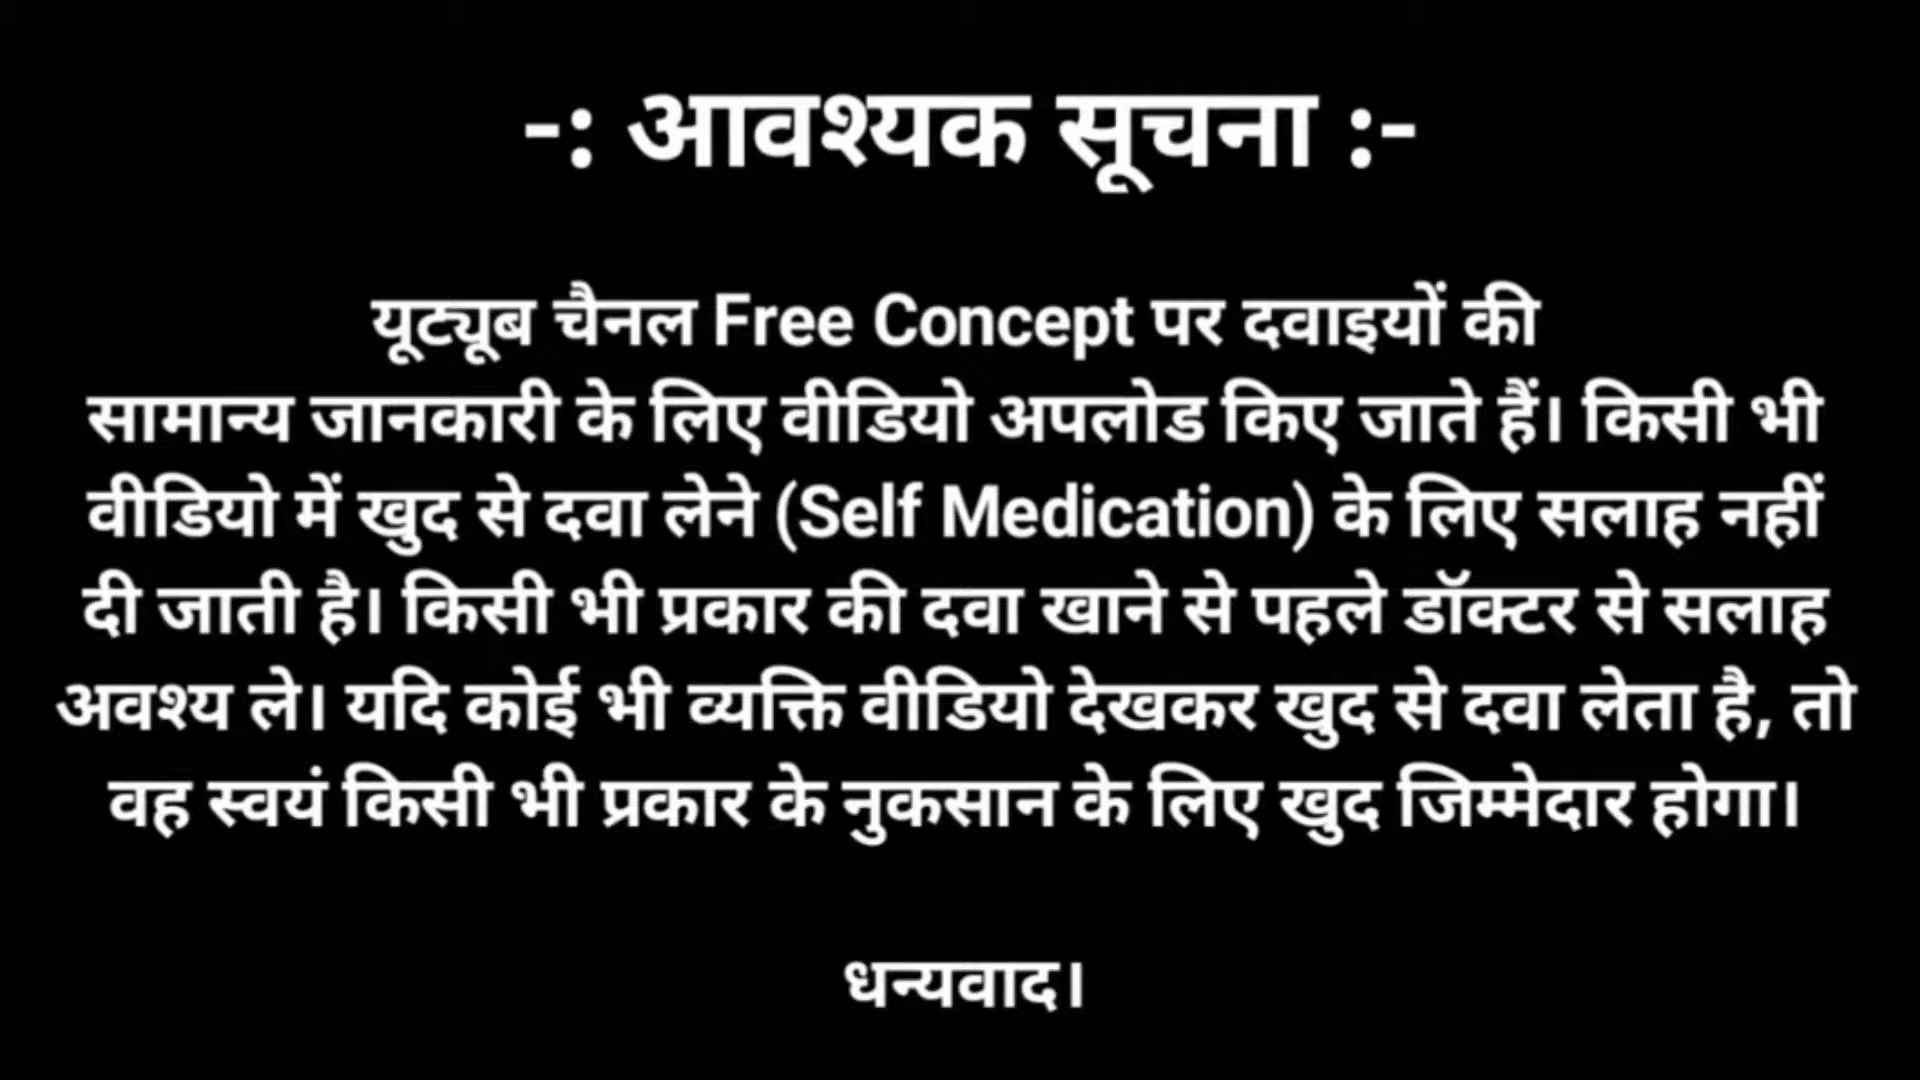 -: आवश्यक सूचना :-
यूट्यूब चैनल Free Concept पर दवाइयों की
सामान्य जानकारी के लिए वीडियो अपलोड किए जाते हैं। किसी भी
वीडियो में खुद से दवा लेने (Self Medication) के लिए सलाह नहीं
दी जाती है। किसी भी प्रकार की दवा खाने से पहले डॉक्टर से सलाह
अवश्य ले। यदि कोई भी व्यक्ति वीडियो देखकर खुद से दवा लेता है, तो
वह स्वयं किसी भी प्रकार के नुकसान के लिए खुद जिम्मेदार होगा।
धन्यवाद।